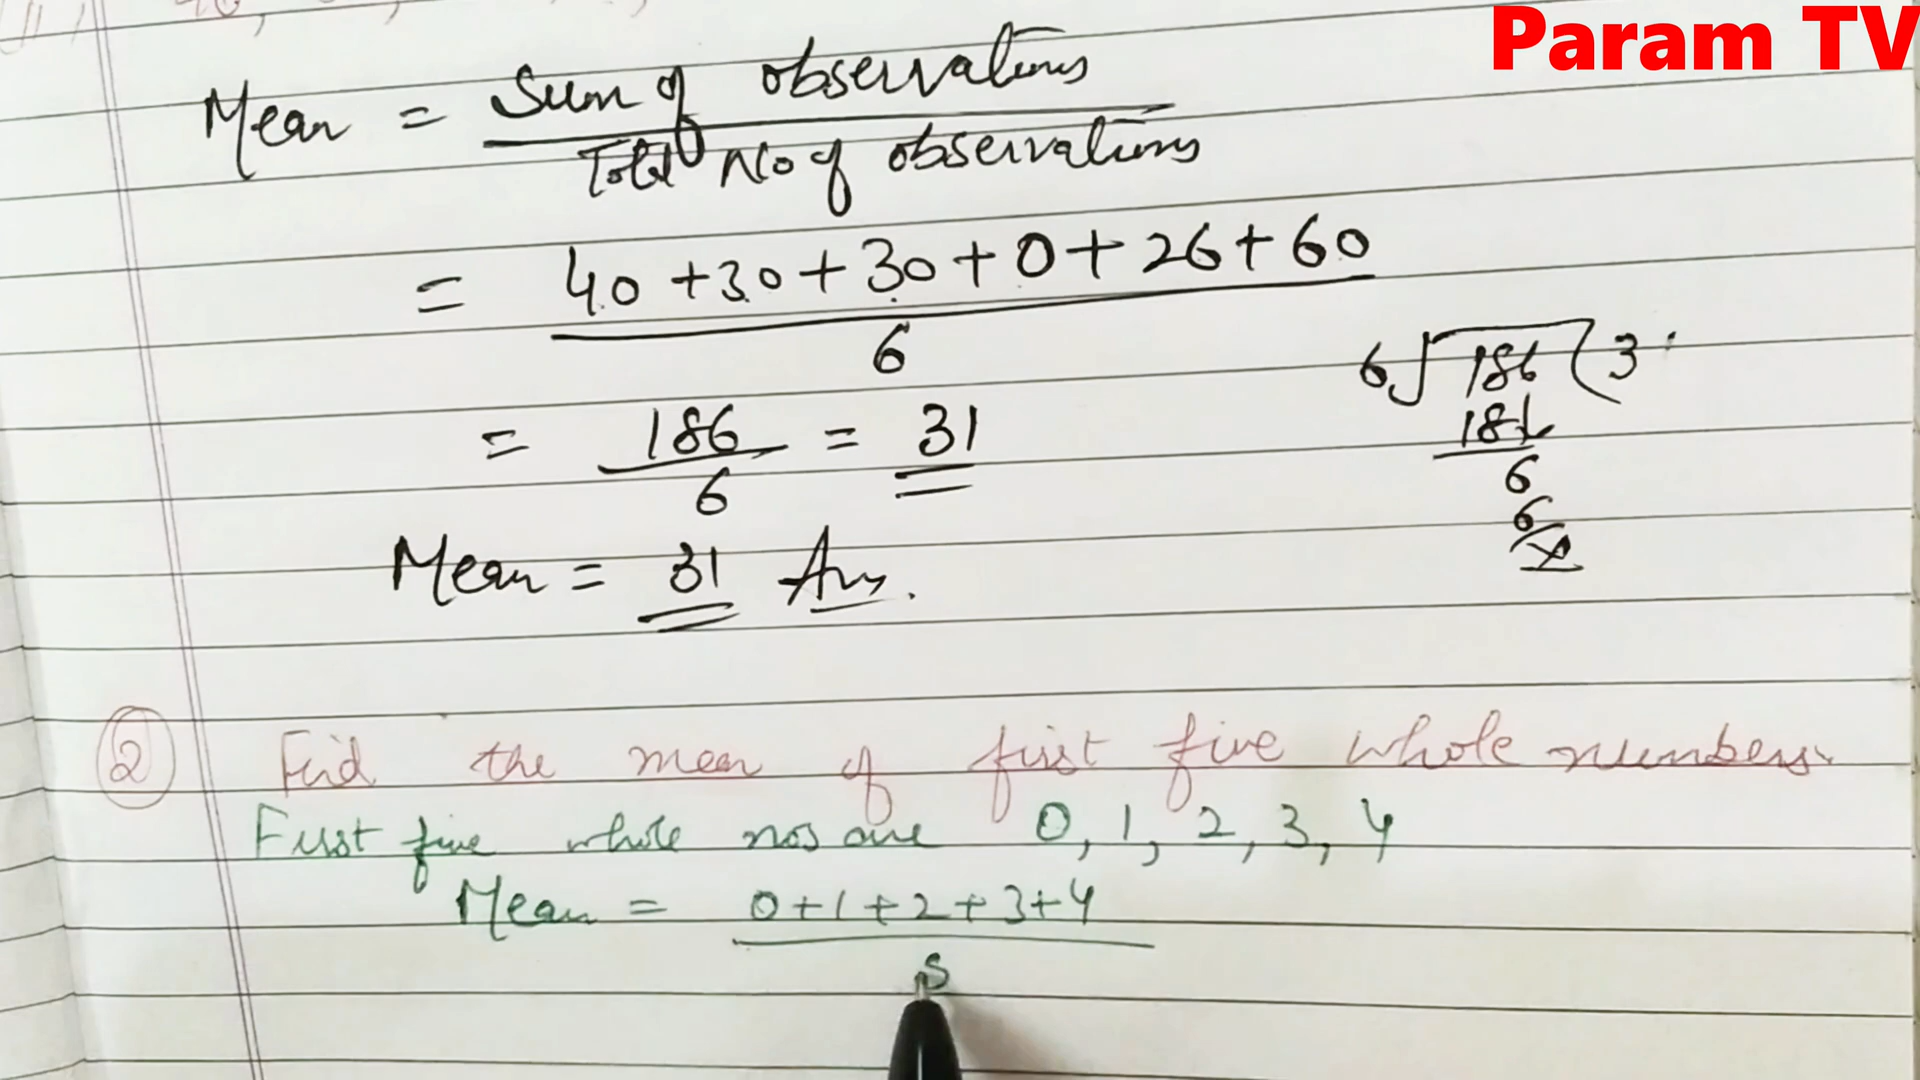 Param TV
Mean = Sum of observations
Total No of observations
= 40 + 30 + 30 + 0 + 26 + 60
6
6 186 ( 3
= 186 = 31
6
18
6
6
x
Mean = 31 Ans.
2 Find the mean of first five whole numbers.
First five whole nos are 0, 1, 2, 3, 4
Mean = 0+1+2+3+4
5